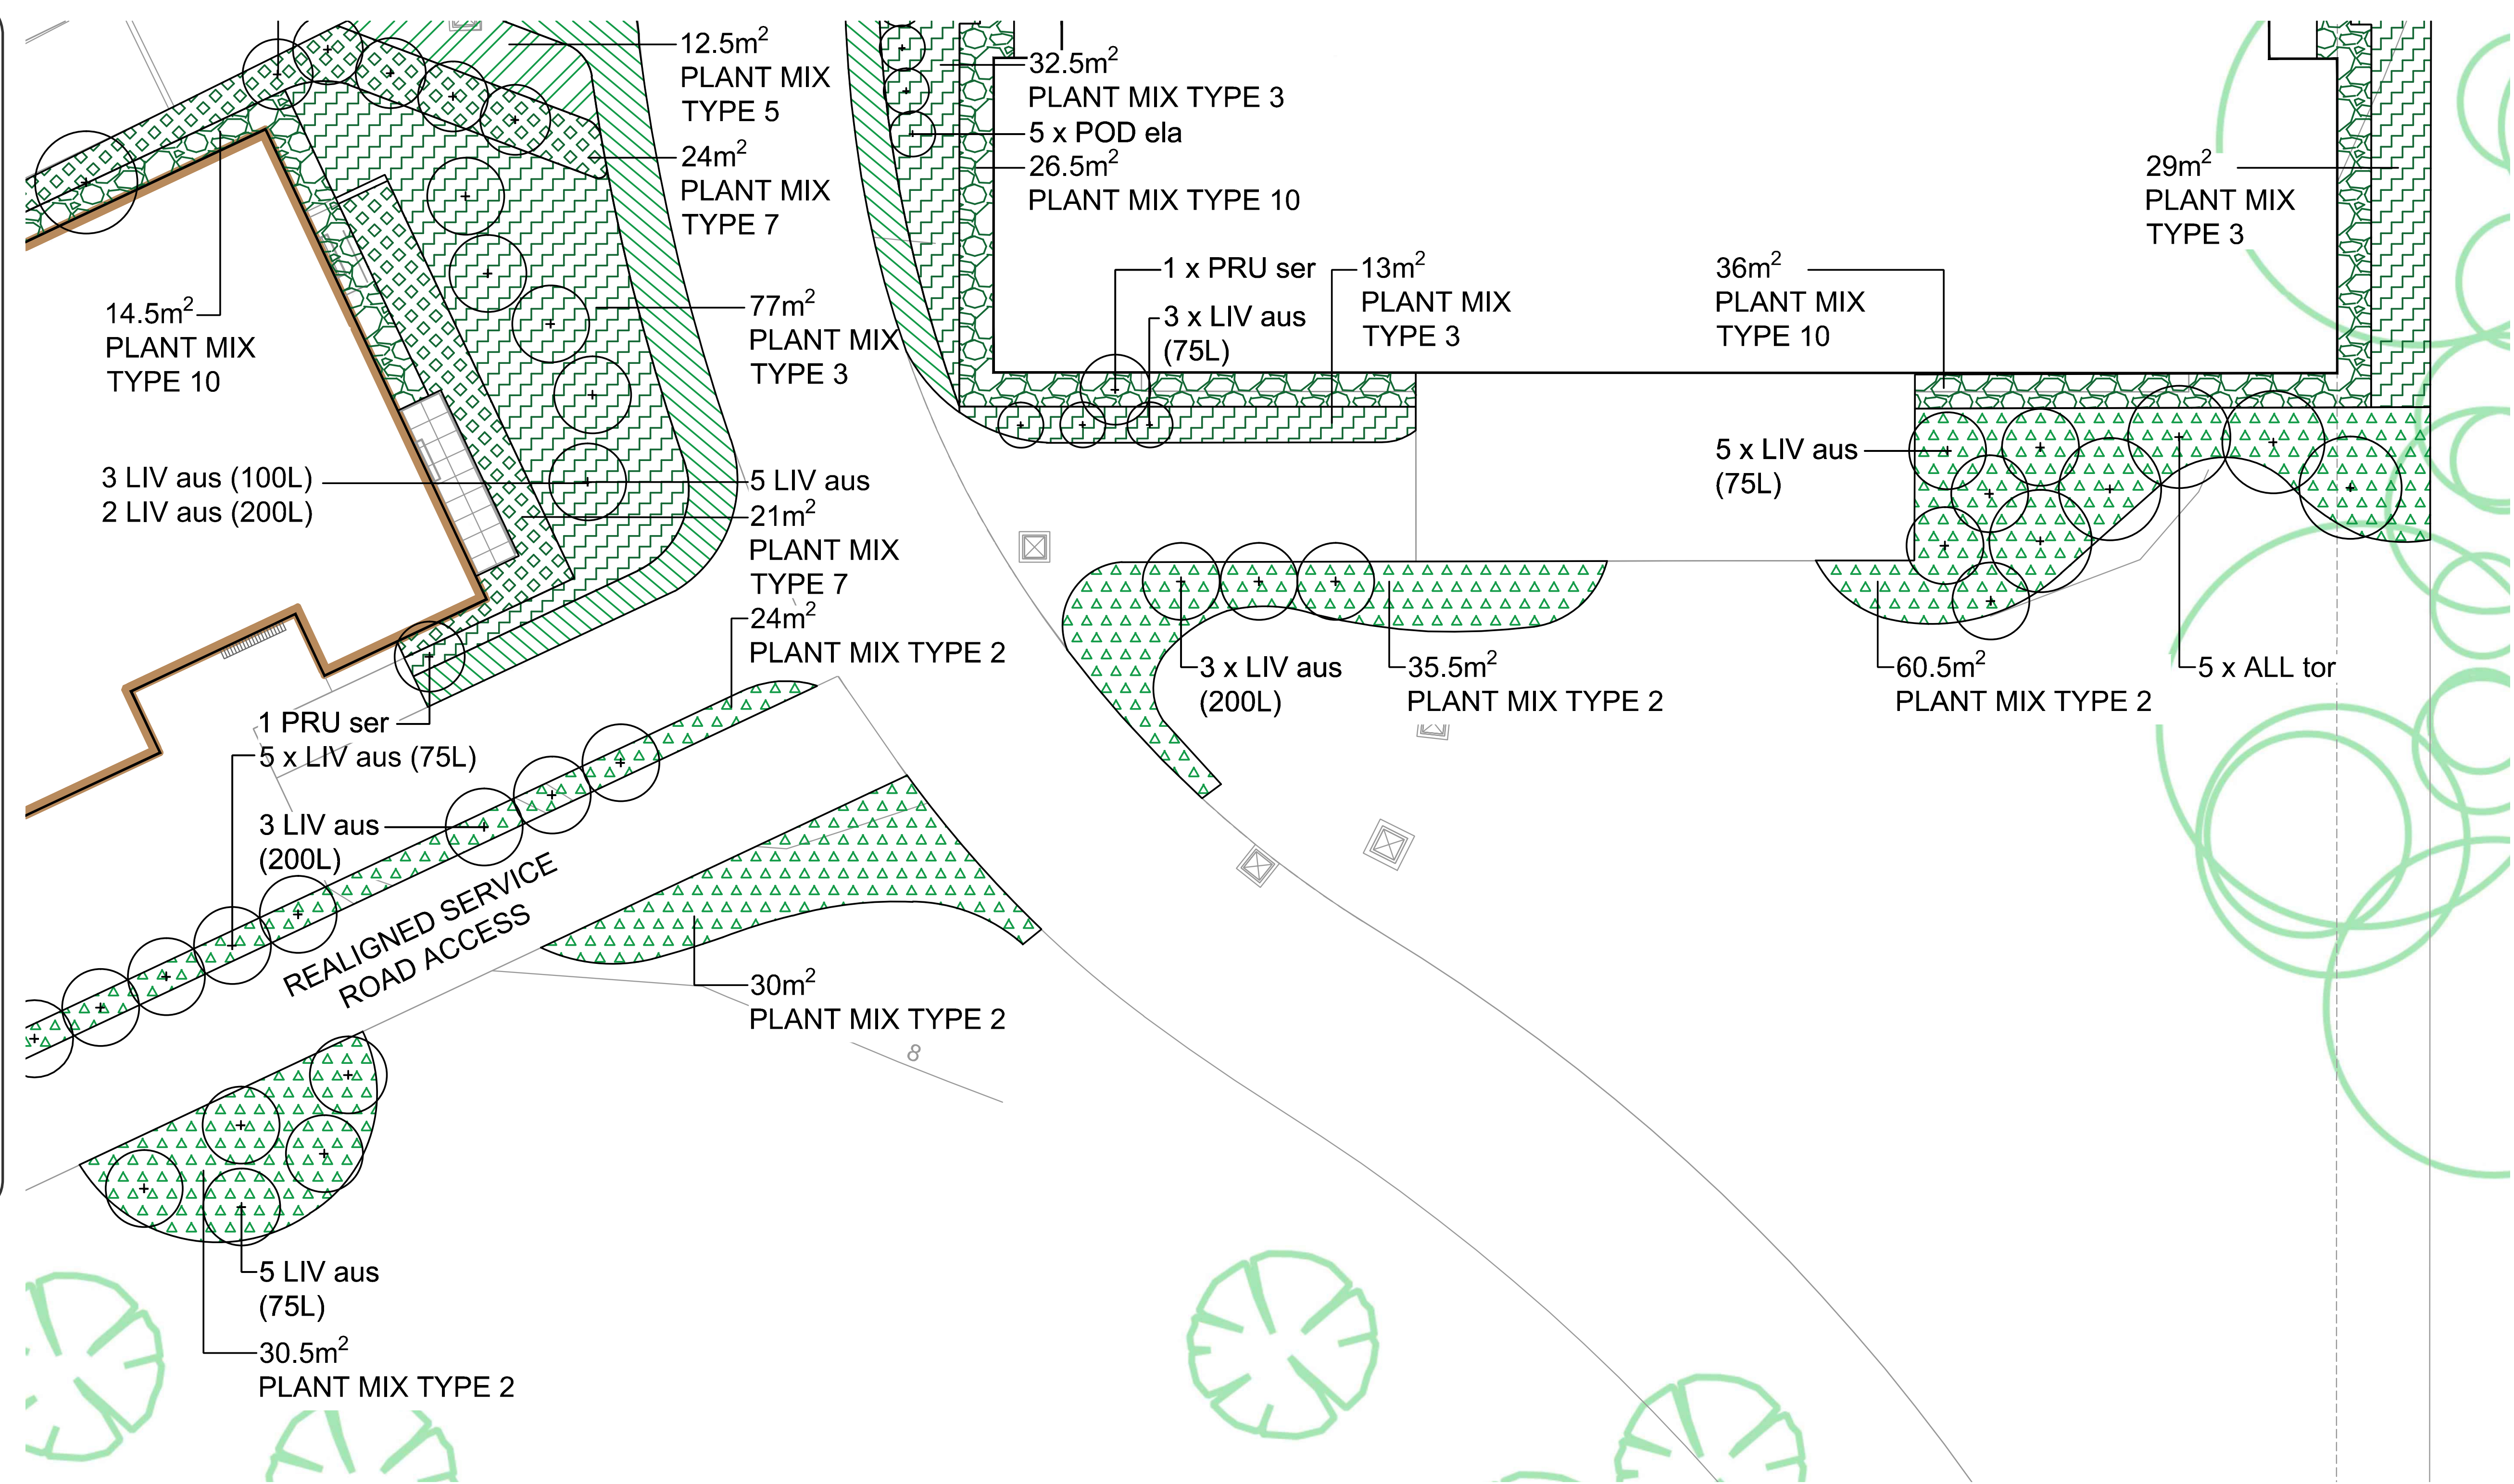 12.5m²
PLANT MIX
TYPE 5
24m²
PLANT MIX
TYPE 7
14.5m²
PLANT MIX
TYPE 10
77m²
PLANT MIX
TYPE 3
3 LIV aus (100L)
2 LIV aus (200L)
5 LIV aus
21m²
PLANT MIX
TYPE 7
24m²
PLANT MIX TYPE 2
1 PRU ser
5 x LIV aus (75L)
3 LIV aus
(200L)
REALIGNED SERVICE
ROAD ACCESS
30m²
PLANT MIX TYPE 2
8
5 LIV aus
(75L)
30.5m²
PLANT MIX TYPE 2
32.5m²
PLANT MIX TYPE 3
5 x POD ela
26.5m²
PLANT MIX TYPE 10
1 x PRU ser
3 x LIV aus
(75L)
13m²
PLANT MIX
TYPE 3
36m²
PLANT MIX
TYPE 10
29m²
PLANT MIX
TYPE 3
5 x LIV aus
(75L)
3 x LIV aus
(200L)
35.5m²
PLANT MIX TYPE 2
60.5m²
PLANT MIX TYPE 2
5 x ALL tor